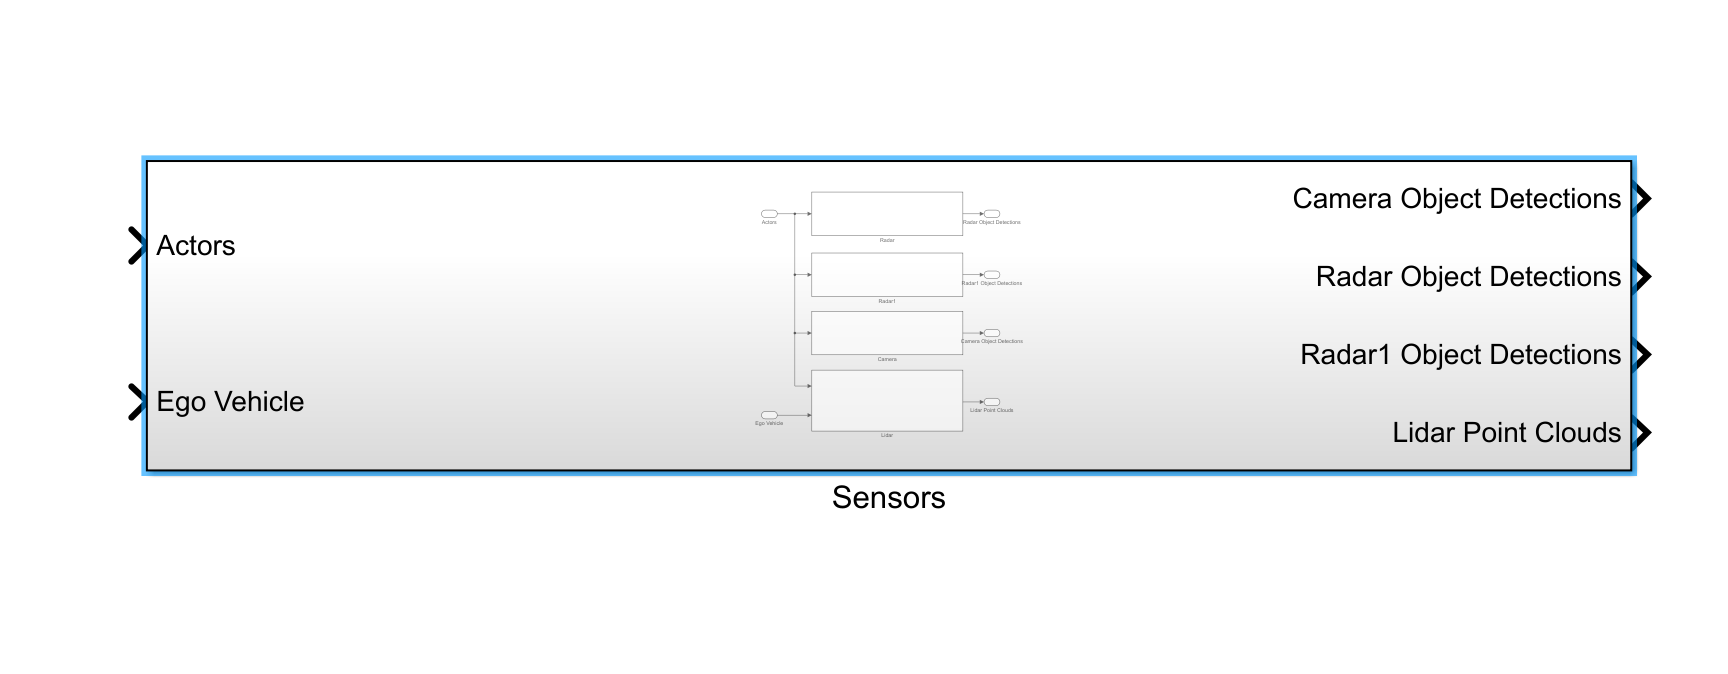 Actors
Ego Vehicle
Actors
Radar
Radar Object Detections
Radar1
Radar1 Object Detections
Camera
Camera Object Detections
Ego Vehicle
Lidar
Lidar Point Clouds
Camera Object Detections
Radar Object Detections
Radar1 Object Detections
Lidar Point Clouds
Sensors